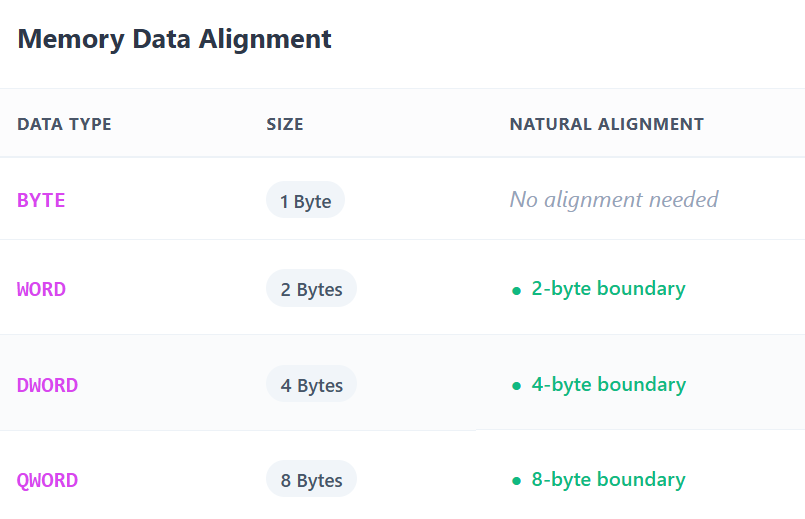 Memory Data Alignment
DATA TYPE SIZE NATURAL ALIGNMENT
BYTE 1 Byte No alignment needed
WORD 2 Bytes • 2-byte boundary
DWORD 4 Bytes • 4-byte boundary
QWORD 8 Bytes • 8-byte boundary